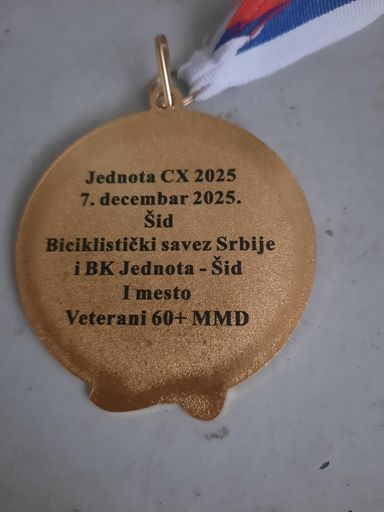 Jednota CX 2025
7. decembar 2025.
Šid
Biciklistički savez Srbije
i BK Jednota - Šid
I mesto
Veterani 60+ MMD